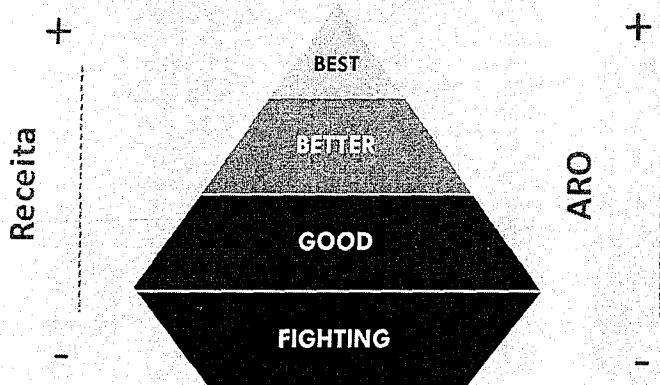 +
+
BEST
BETTER
GOOD
FIGHTING
Receita
ARO
-
-